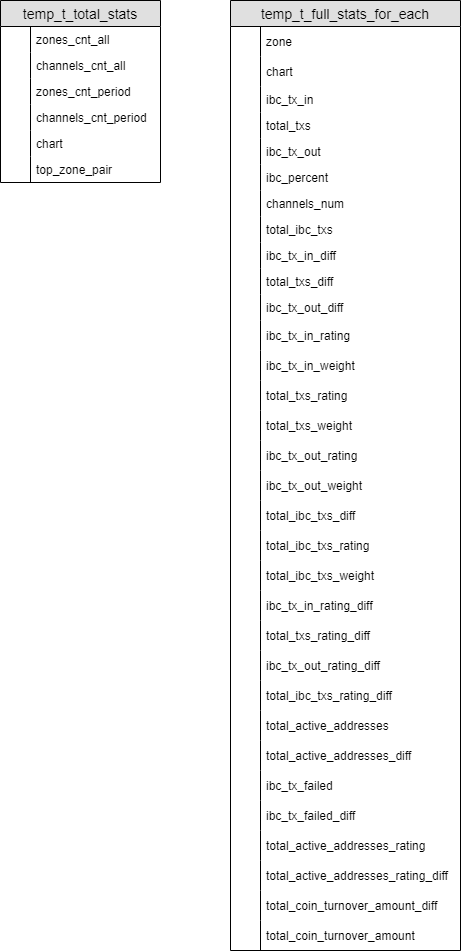 temp_t_total_stats
zones_cnt_all
channels_cnt_all
zones_cnt_period
channels_cnt_period
chart
top_zone_pair
temp_t_full_stats_for_each
zone
chart
ibc_tx_in
total_txs
ibc_tx_out
ibc_percent
channels_num
total_ibc_txs
ibc_tx_in_diff
total_txs_diff
ibc_tx_out_diff
ibc_tx_in_rating
ibc_tx_in_weight
total_txs_rating
total_txs_weight
ibc_tx_out_rating
ibc_tx_out_weight
total_ibc_txs_diff
total_ibc_txs_rating
total_ibc_txs_weight
ibc_tx_in_rating_diff
total_txs_rating_diff
ibc_tx_out_rating_diff
total_ibc_txs_rating_diff
total_active_addresses
total_active_addresses_diff
ibc_tx_failed
ibc_tx_failed_diff
total_active_addresses_rating
total_active_addresses_rating_diff
total_coin_turnover_amount_diff
total_coin_turnover_amount